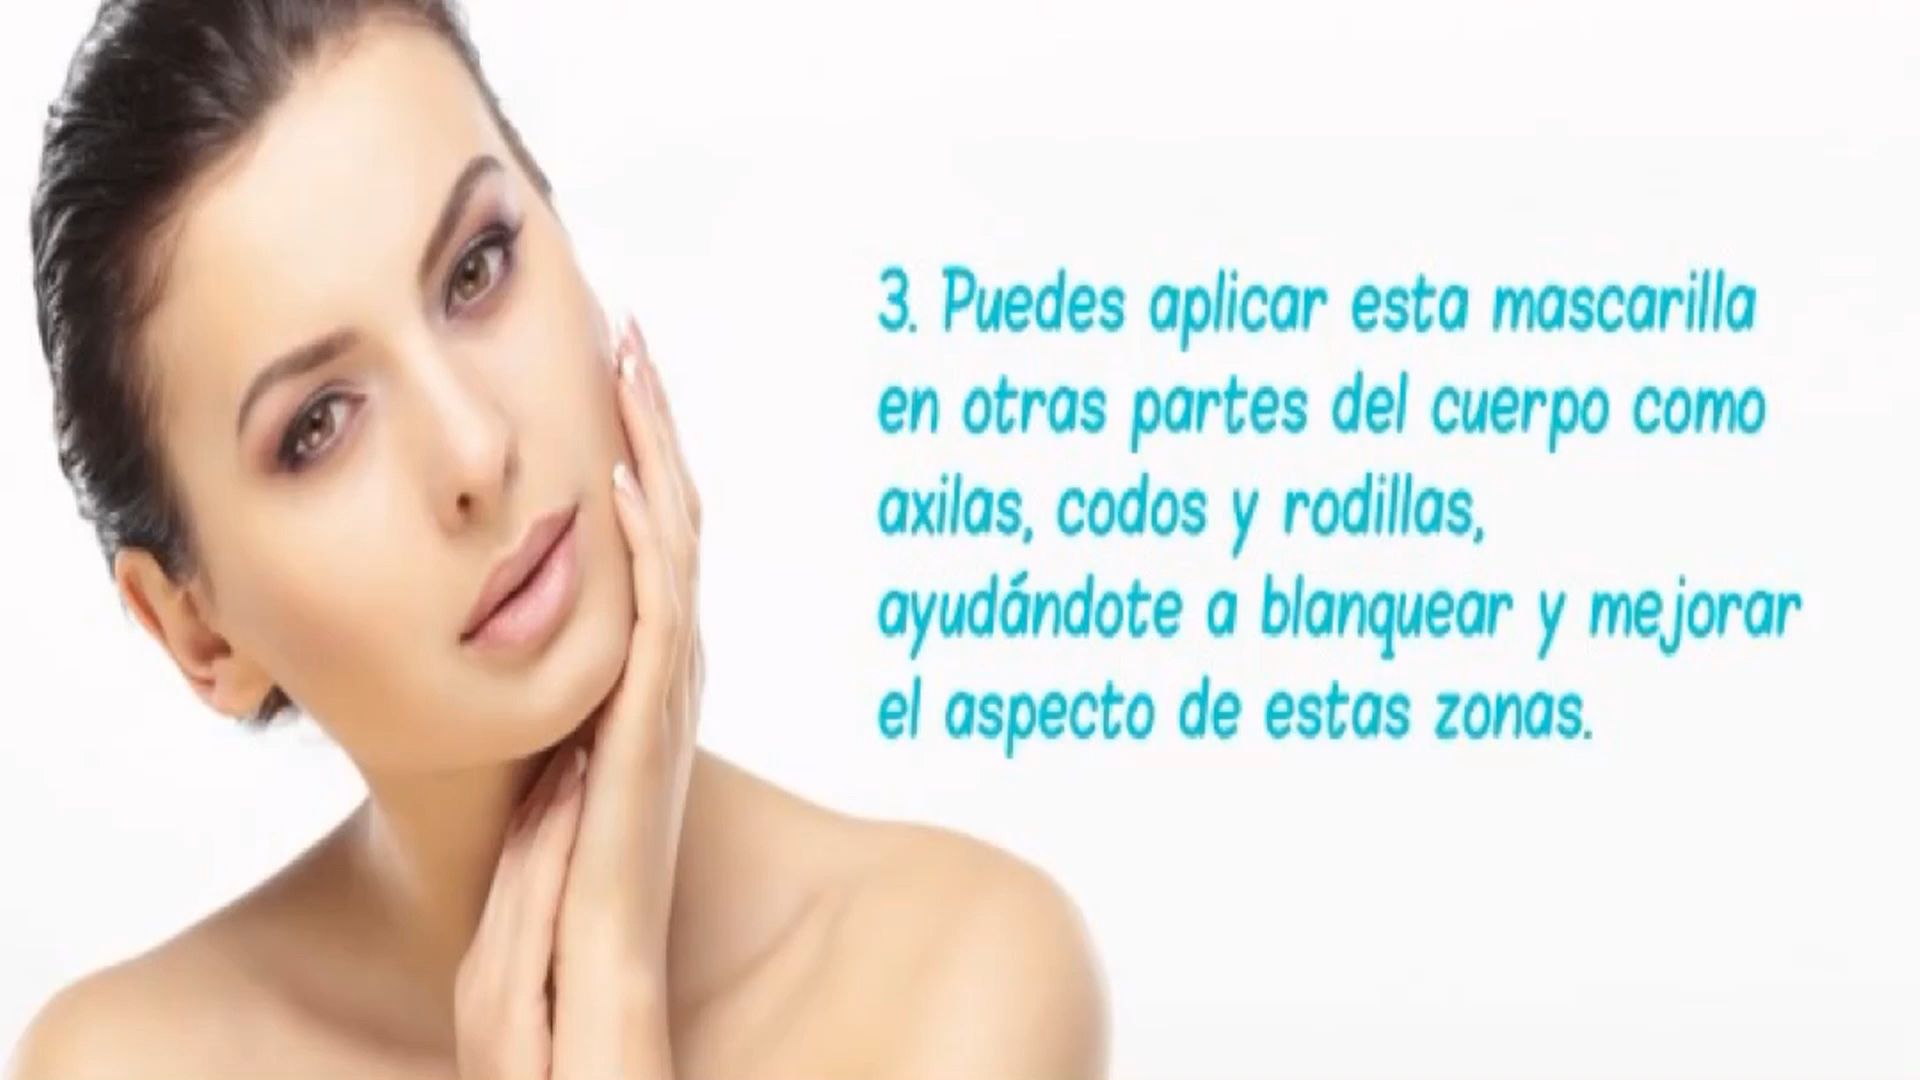 3. Puedes aplicar esta mascarilla
en otras partes del cuerpo como
axilas, codos y rodillas,
ayudándote a blanquear y mejorar
el aspecto de estas zonas.